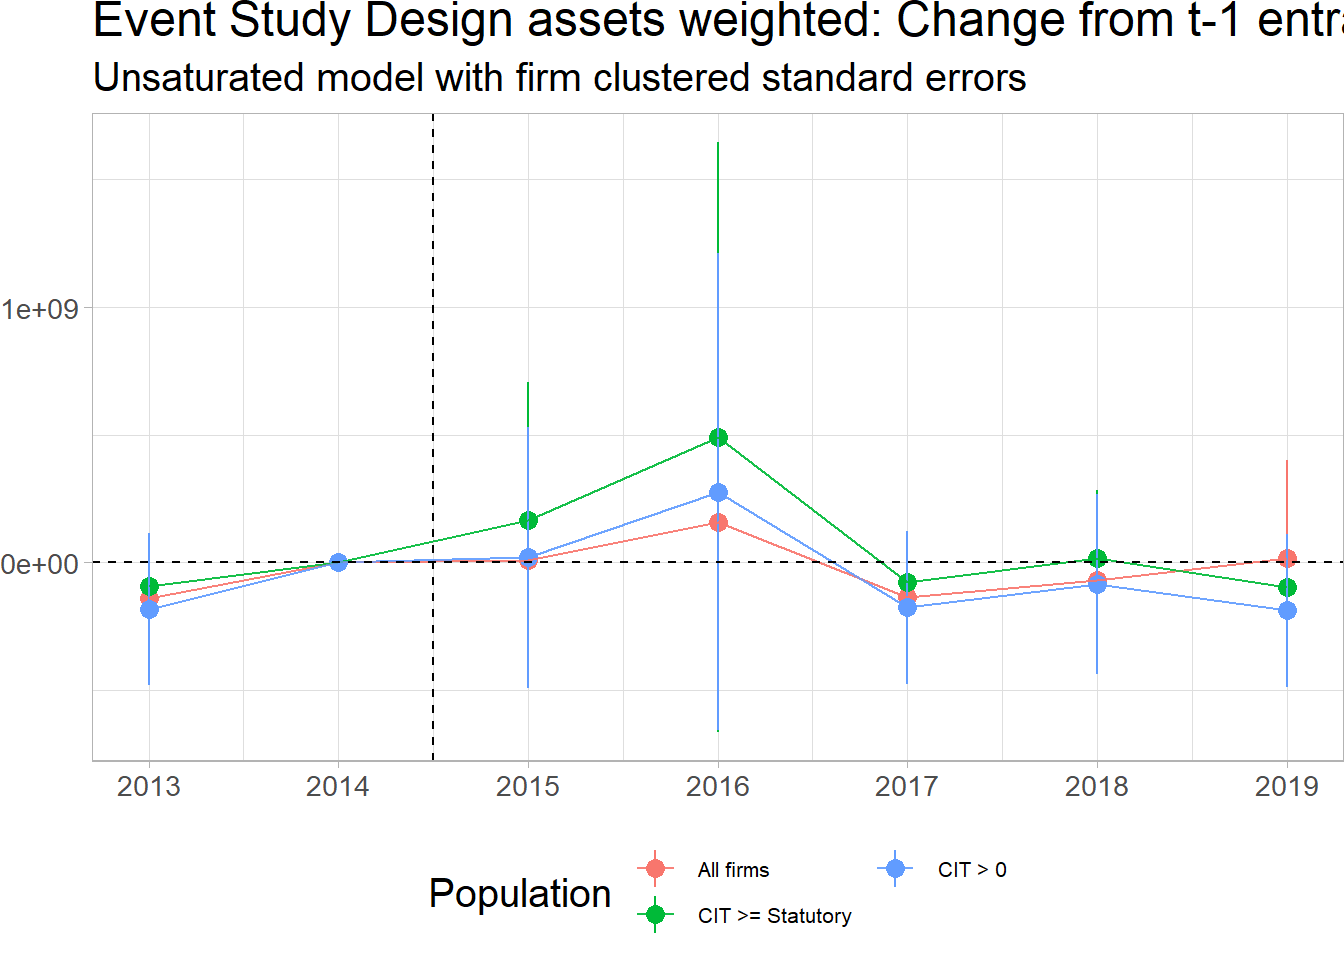 Event Study Design assets weighted: Change from t-1 entra
Unsaturated model with firm clustered standard errors
1e+09
0e+00
2013 2014 2015 2016 2017 2018 2019
Population
All firms
CIT > 0
CIT >= Statutory